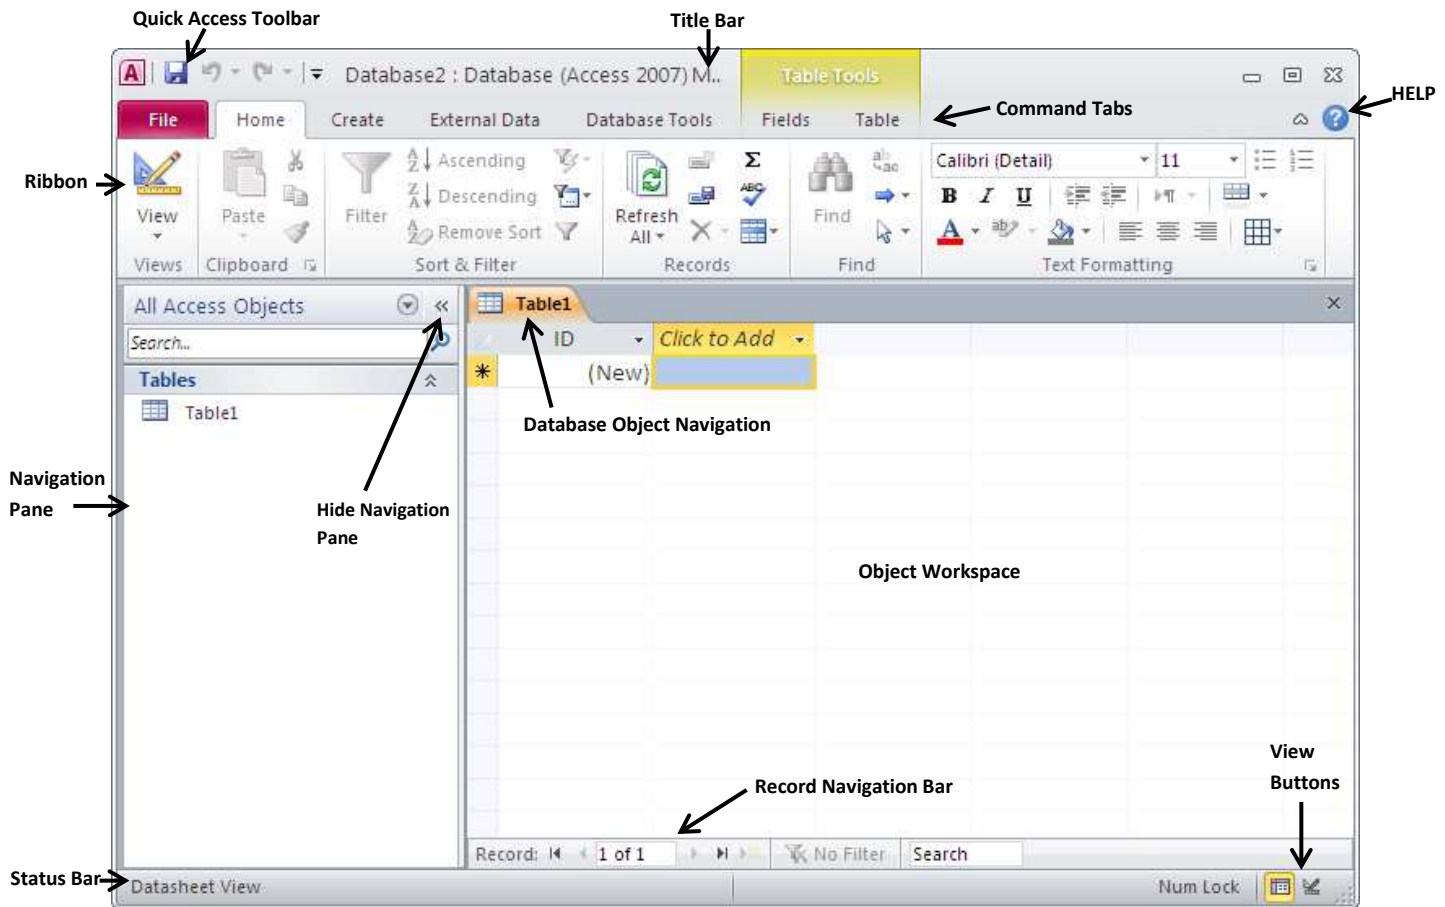 Quick Access Toolbar
Title Bar
A
Database2 : Database (Access 2007) M..
Table Tools
HELP
File Home Create External Data Database Tools Fields Table
Command Tabs
Ribbon
View
Paste
Filter
Ascending
Descending
Remove Sort
Refresh
All
Σ
ABC
Find
ab
ac
Calibri (Detail) 11
B I U
A ab
Views Clipboard Sort & Filter Records Find Text Formatting
All Access Objects «
Search...
Tables
Table1
Table1
ID Click to Add
(New)
Database Object Navigation
Navigation
Pane
Hide Navigation
Pane
Object Workspace
View
Buttons
Record Navigation Bar
Record: 1 of 1 No Filter Search
Status Bar
Datasheet View Num Lock